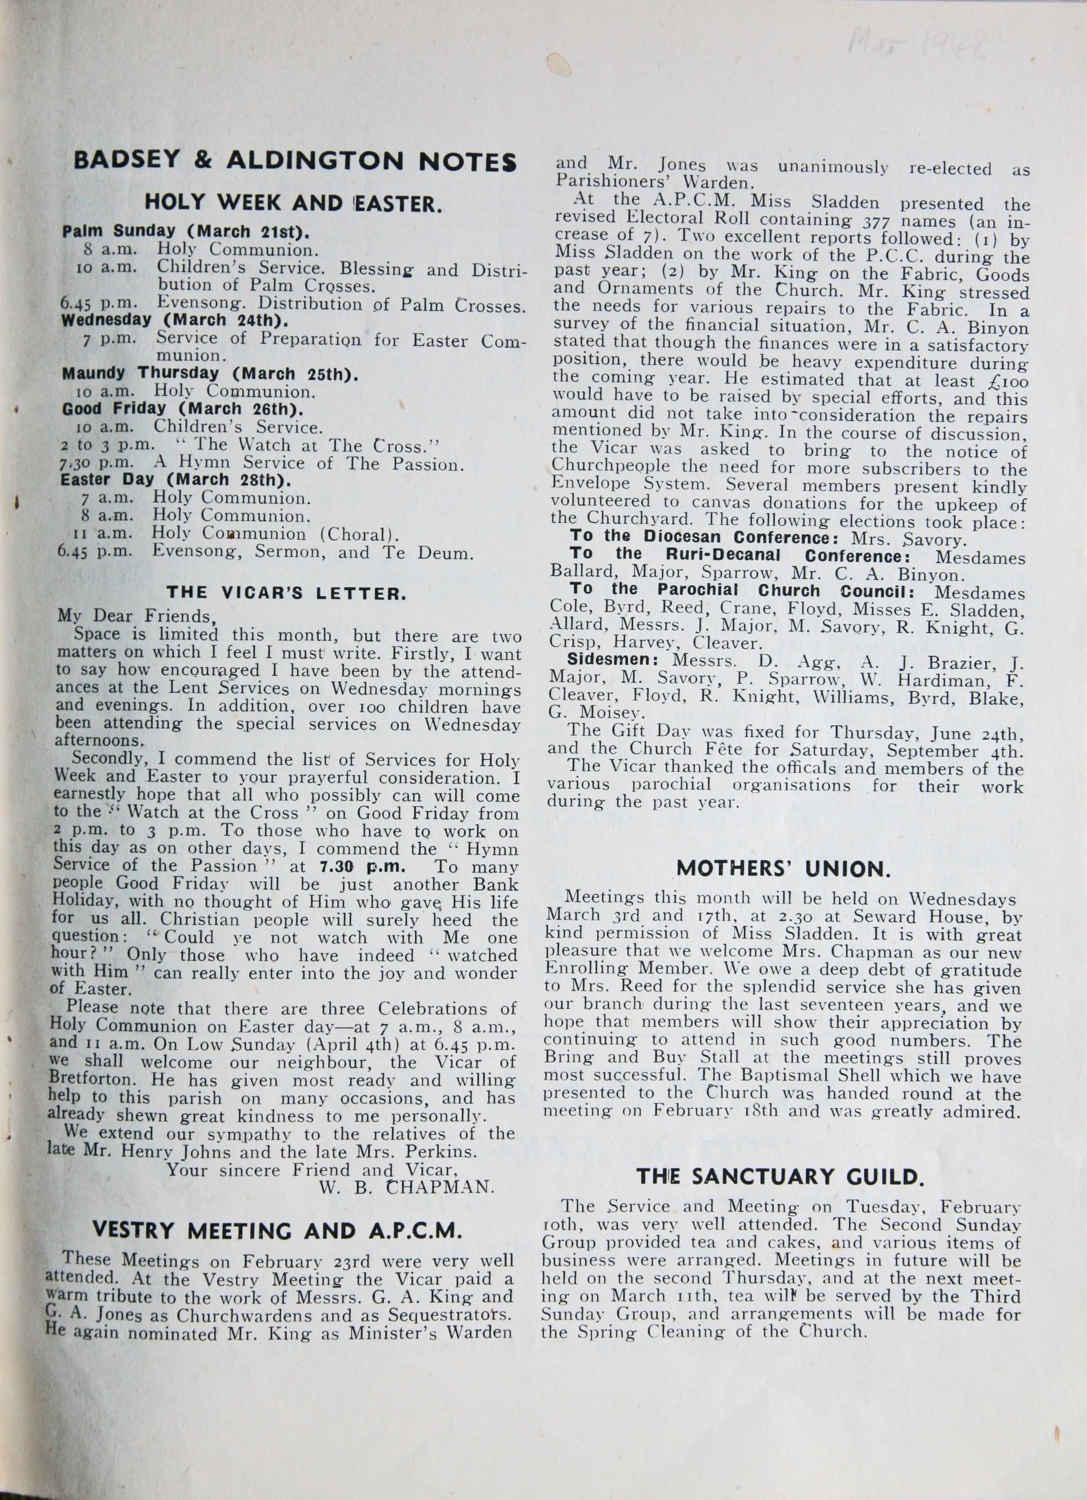 Mar 1948
BADSEY & ALDINGTON NOTES
HOLY WEEK AND EASTER.
Palm Sunday (March 21st).
8 a.m. Holy Communion.
10 a.m. Children's Service. Blessing and Distri-
bution of Palm Crosses.
6.45 p.m. Evensong. Distribution of Palm Crosses.
Wednesday (March 24th).
7 p.m. Service of Preparation for Easter Com-
munion.
Maundy Thursday (March 25th).
10 a.m. Holy Communion.
Good Friday (March 26th).
10 a.m. Children's Service.
2 to 3 p.m. " The Watch at The Cross."
7.30 p.m. A Hymn Service of The Passion.
Easter Day (March 28th).
7 a.m. Holy Communion.
8 a.m. Holy Communion.
11 a.m. Holy Communion (Choral).
6.45 p.m. Evensong, Sermon, and Te Deum.
THE VICAR'S LETTER.
My Dear Friends,
Space is limited this month, but there are two
matters on which I feel I must write. Firstly, I want
to say how encouraged I have been by the attend-
ances at the Lent Services on Wednesday mornings
and evenings. In addition, over 100 children have
been attending the special services on Wednesday
afternoons.
Secondly, I commend the list of Services for Holy
Week and Easter to your prayerful consideration. I
earnestly hope that all who possibly can will come
to the " Watch at the Cross " on Good Friday from
2 p.m. to 3 p.m. To those who have to work on
this day as on other days, I commend the " Hymn
Service of the Passion " at 7.30 p.m. To many
people Good Friday will be just another Bank
Holiday, with no thought of Him who gave His life
for us all. Christian people will surely heed the
question: " Could ye not watch with Me one
hour? " Only those who have indeed " watched
with Him " can really enter into the joy and wonder
of Easter.
Please note that there are three Celebrations of
Holy Communion on Easter day—at 7 a.m., 8 a.m.,
and 11 a.m. On Low Sunday (April 4th) at 6.45 p.m.
we shall welcome our neighbour, the Vicar of
Bretforton. He has given most ready and willing
help to this parish on many occasions, and has
already shewn great kindness to me personally.
We extend our sympathy to the relatives of the
late Mr. Henry Johns and the late Mrs. Perkins.
Your sincere Friend and Vicar,
W. B. CHAPMAN.
VESTRY MEETING AND A.P.C.M.
These Meetings on February 23rd were very well
attended. At the Vestry Meeting the Vicar paid a
warm tribute to the work of Messrs. G. A. King and
G. A. Jones as Churchwardens and as Sequestrators.
He again nominated Mr. King as Minister's Warden
and Mr. Jones was unanimously re-elected as
Parishioners' Warden.
At the A.P.C.M. Miss Sladden presented the
revised Electoral Roll containing 377 names (an in-
crease of 7). Two excellent reports followed: (1) by
Miss Sladden on the work of the P.C.C. during the
past year; (2) by Mr. King on the Fabric, Goods
and Ornaments of the Church. Mr. King stressed
the needs for various repairs to the Fabric. In a
survey of the financial situation, Mr. C. A. Binyon
stated that though the finances were in a satisfactory
position, there would be heavy expenditure during
the coming year. He estimated that at least £100
would have to be raised by special efforts, and this
amount did not take into consideration the repairs
mentioned by Mr. King. In the course of discussion,
the Vicar was asked to bring to the notice of
Churchpeople the need for more subscribers to the
Envelope System. Several members present kindly
volunteered to canvas donations for the upkeep of
the Churchyard. The following elections took place:
To the Diocesan Conference: Mrs. Savory.
To the Ruri-Decanal Conference: Mesdames
Ballard, Major, Sparrow, Mr. C. A. Binyon.
To the Parochial Church Council: Mesdames
Cole, Byrd, Reed, Crane, Floyd, Misses E. Sladden,
Allard, Messrs. J. Major, M. Savory, R. Knight, G.
Crisp, Harvey, Cleaver.
Sidesmen: Messrs. D. Agg, A. J. Brazier, J.
Major, M. Savory, P. Sparrow, W. Hardiman, F.
Cleaver, Floyd, R. Knight, Williams, Byrd, Blake,
G. Moisey.
The Gift Day was fixed for Thursday, June 24th,
and the Church Fête for Saturday, September 4th.
The Vicar thanked the officals and members of the
various parochial organisations for their work
during the past year.
MOTHERS' UNION.
Meetings this month will be held on Wednesdays
March 3rd and 17th, at 2.30 at Seward House, by
kind permission of Miss Sladden. It is with great
pleasure that we welcome Mrs. Chapman as our new
Enrolling Member. We owe a deep debt of gratitude
to Mrs. Reed for the splendid service she has given
our branch during the last seventeen years, and we
hope that members will show their appreciation by
continuing to attend in such good numbers. The
Bring and Buy Stall at the meetings still proves
most successful. The Baptismal Shell which we have
presented to the Church was handed round at the
meeting on February 18th and was greatly admired.
THE SANCTUARY GUILD.
The Service and Meeting on Tuesday, February
10th, was very well attended. The Second Sunday
Group provided tea and cakes, and various items of
business were arranged. Meetings in future will be
held on the second Thursday, and at the next meet-
ing on March 11th, tea will be served by the Third
Sunday Group, and arrangements will be made for
the Spring Cleaning of the Church.